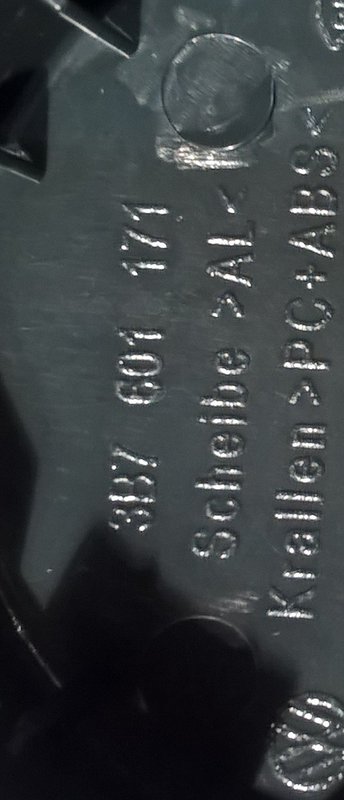 3B7 601 171
Scheibe >AL<
Krallen >PC+ABS<